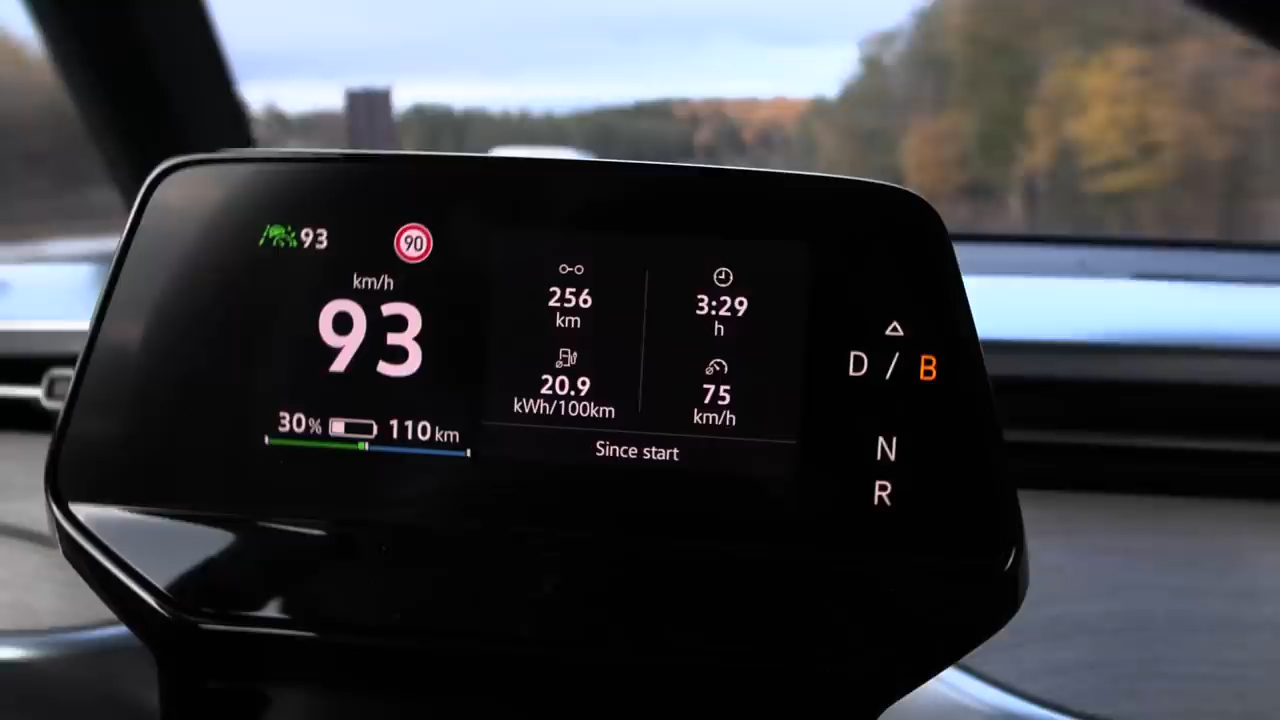 93
90
km/h
93
30% 110 km
256
km
20.9
kWh/100km
3:29
h
75
km/h
Since start
D / B
N
R